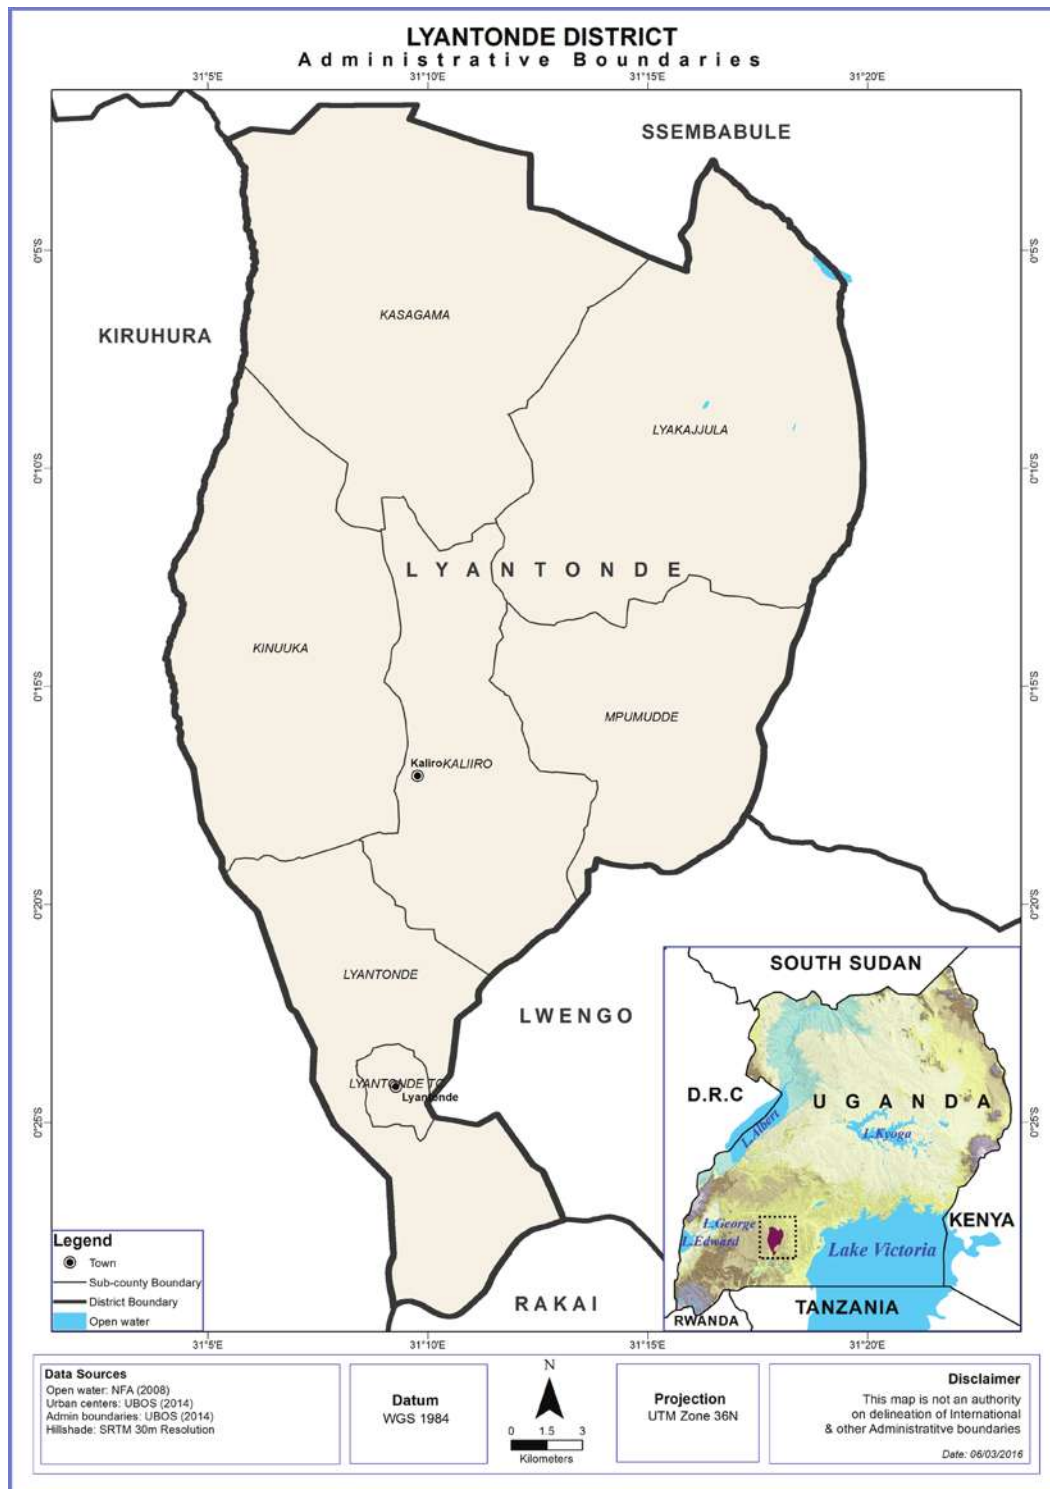 LYANTONDE DISTRICT
Administrative Boundaries
31°5'E 31°10'E 31°15'E 31°20'E
SSEMBABULE
0°5'S 0°5'S
KASAGAMA
KIRUHURA
LYAKAJJULA
0°10'S 0°10'S
LYANTONDE
KINUUKA
0°15'S 0°15'S
MPUMUDDE
Kaliro KALIIRO
0°20'S 0°20'S
LYANTONDE
LWENGO
LYANTONDE TC
Lyantonde
0°25'S 0°25'S
RAKAI
SOUTH SUDAN
D.R.C
UGANDA
L.Albert
L.Kyoga
L.George
L.Edward
KENYA
Lake Victoria
TANZANIA
RWANDA
Legend
Town
Sub-county Boundary
District Boundary
Open water
31°5'E 31°10'E 31°15'E 31°20'E
Data Sources
Open water: NFA (2008)
Urban centers: UBOS (2014)
Admin boundaries: UBOS (2014)
Hillshade: SRTM 30m Resolution
Datum
WGS 1984
N
0 1.5 3
Kilometers
Projection
UTM Zone 36N
Disclaimer
This map is not an authority
on delineation of International
& other Administratitve boundaries
Date: 06/03/2016